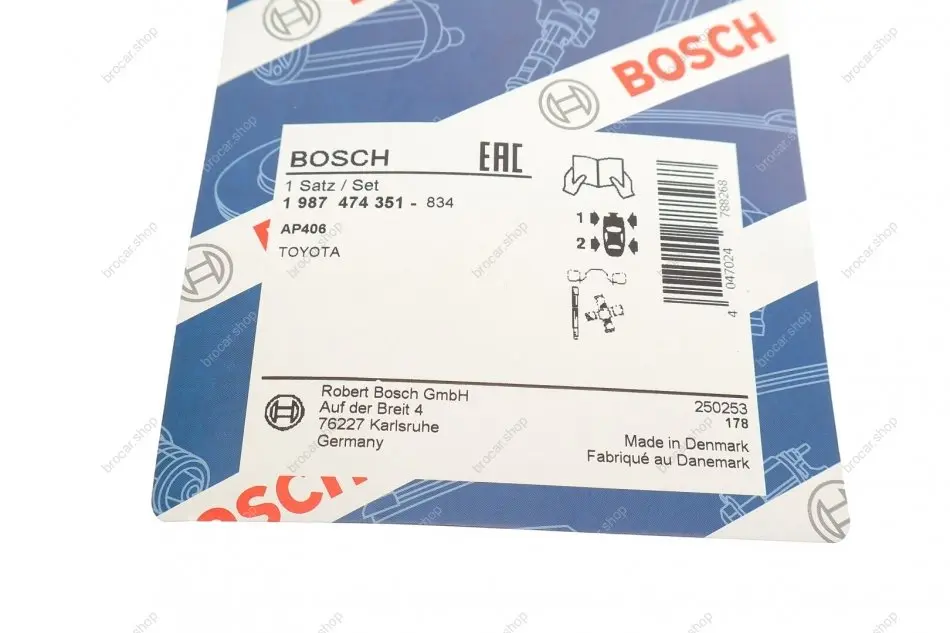 BOSCH
BOSCH
EAC
1 Satz / Set
1 987 474 351 - 834
AP406
TOYOTA
1
2
4 047024 788268
Robert Bosch GmbH
Auf der Breit 4
76227 Karlsruhe
Germany
250253
178
Made in Denmark
Fabriqué au Danemark
BOSCH
brocar.shop